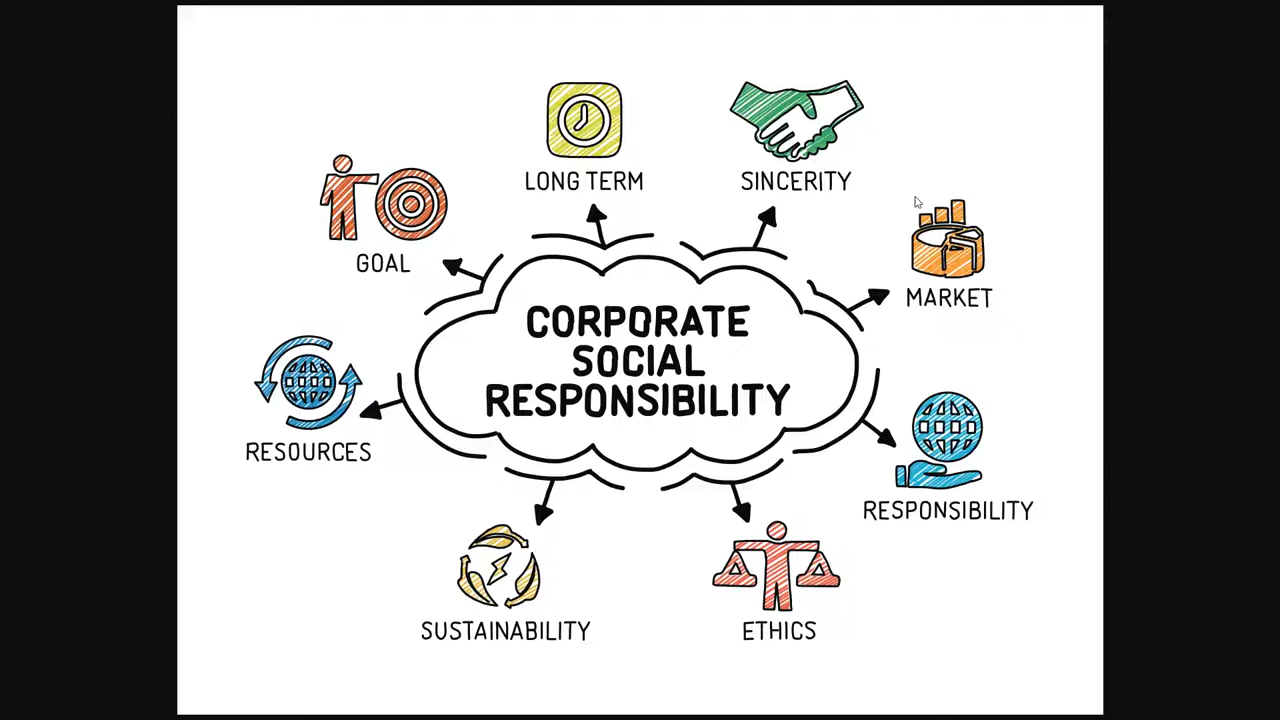 LONG TERM
SINCERITY
GOAL
MARKET
CORPORATE
SOCIAL
RESPONSIBILITY
RESOURCES
RESPONSIBILITY
SUSTAINABILITY
ETHICS